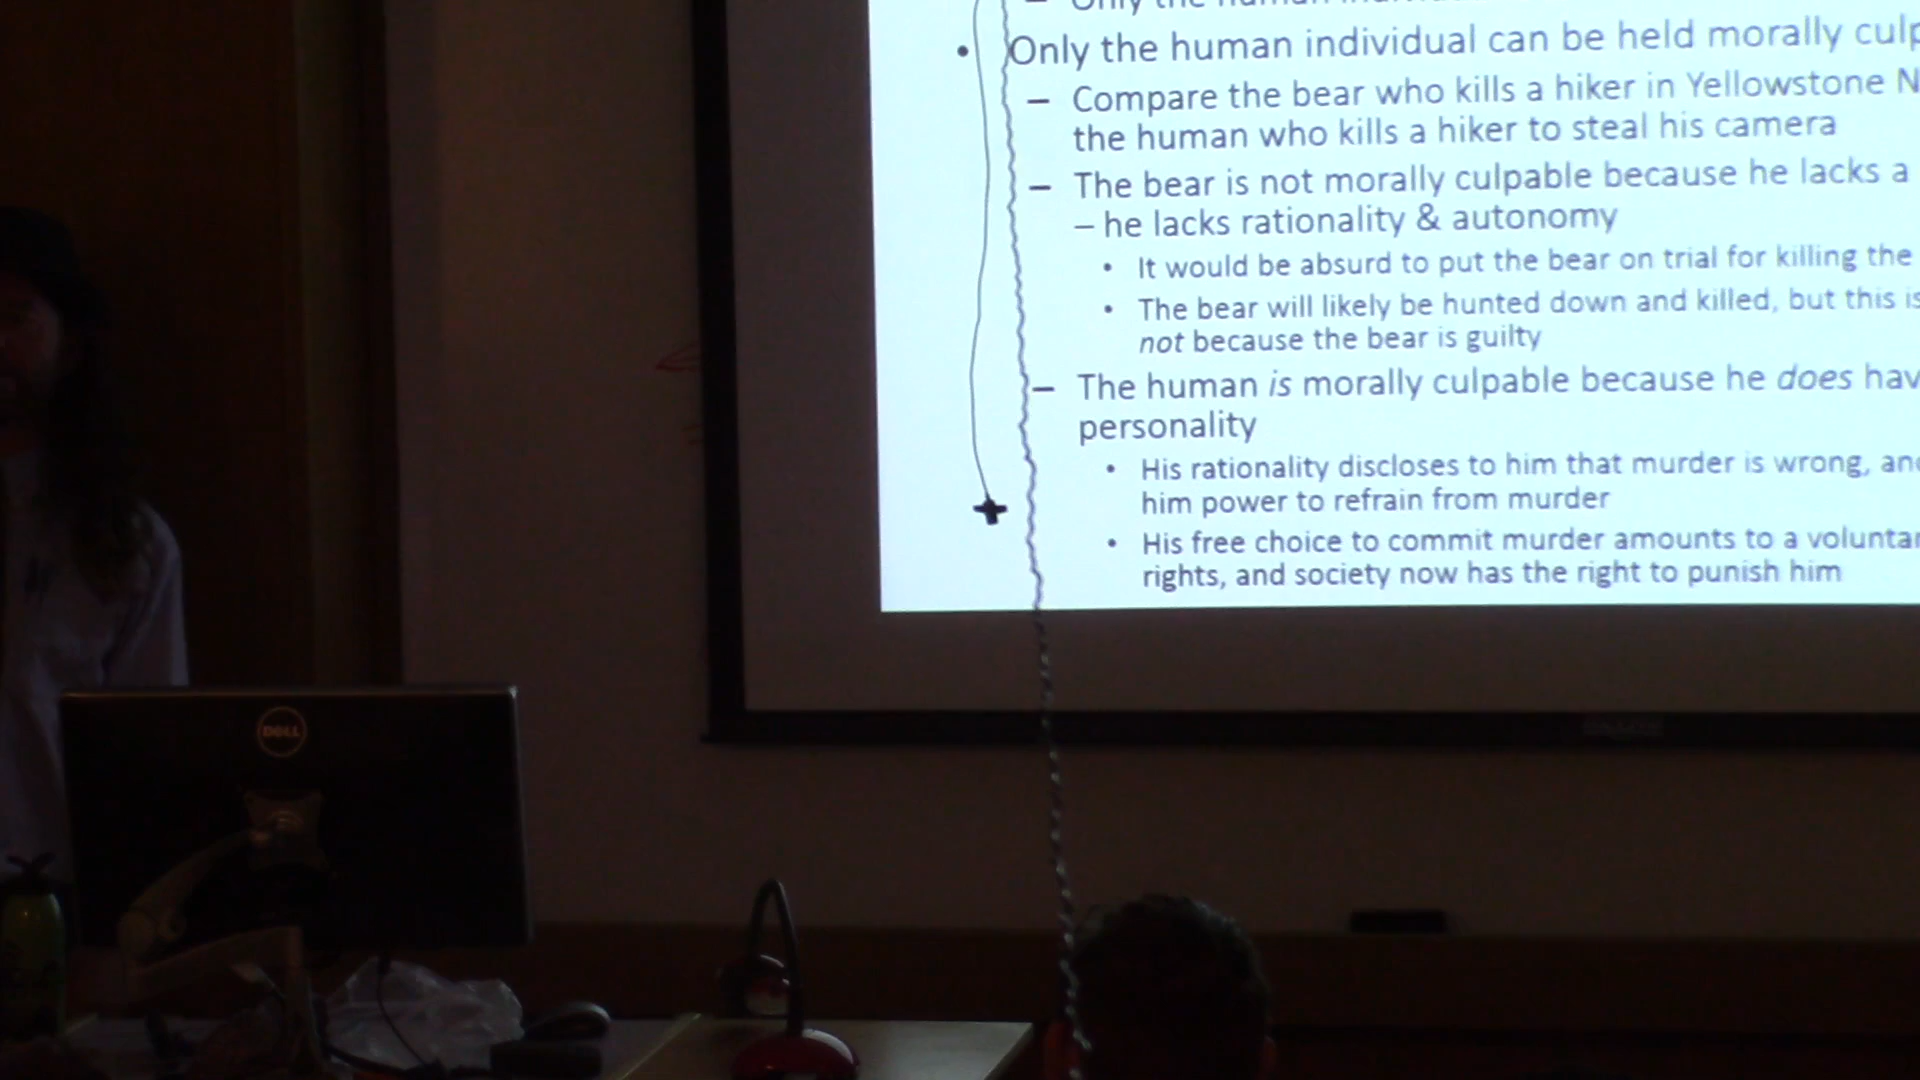 Only the human
• Only the human individual can be held morally culp
– Compare the bear who kills a hiker in Yellowstone N
the human who kills a hiker to steal his camera
– The bear is not morally culpable because he lacks a
– he lacks rationality & autonomy
• It would be absurd to put the bear on trial for killing the
• The bear will likely be hunted down and killed, but this is
not because the bear is guilty
– The human is morally culpable because he does hav
personality
• His rationality discloses to him that murder is wrong, and
him power to refrain from murder
• His free choice to commit murder amounts to a voluntar
rights, and society now has the right to punish him
DELL